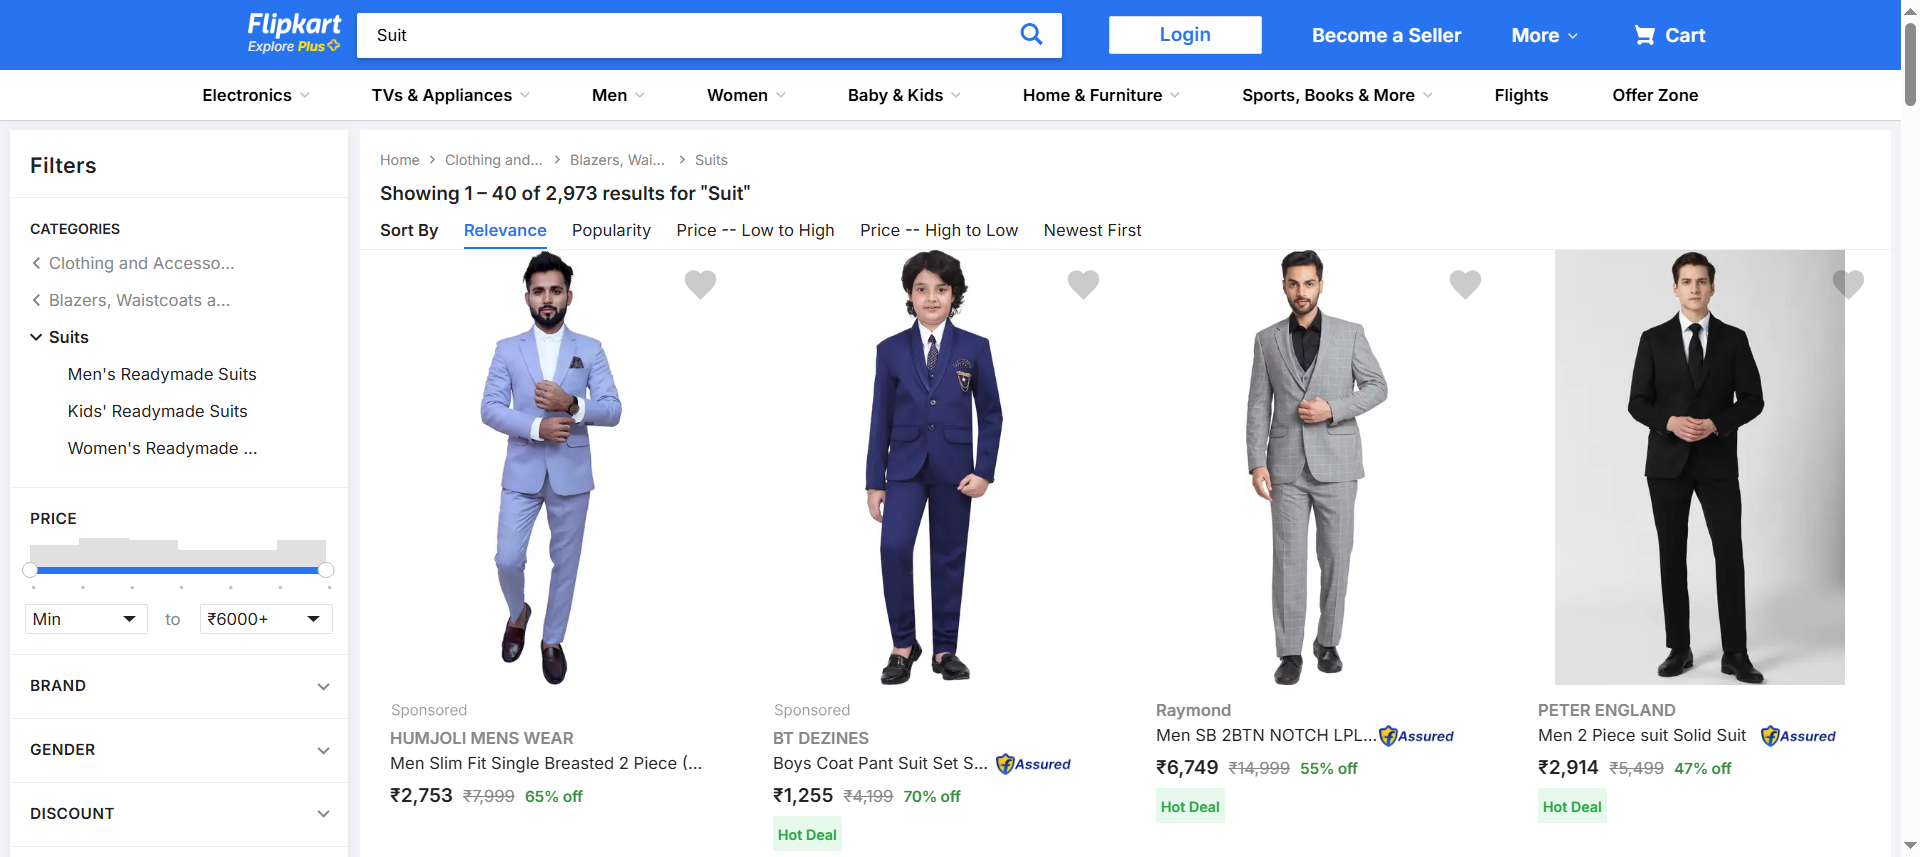 Flipkart
Explore Plus
Suit
Login
Become a Seller
More
Cart
Electronics
TVs & Appliances
Men
Women
Baby & Kids
Home & Furniture
Sports, Books & More
Flights
Offer Zone
Filters
CATEGORIES
Clothing and Accesso...
Blazers, Waistcoats a...
Suits
Men's Readymade Suits
Kids' Readymade Suits
Women's Readymade ...
PRICE
Min
to
₹6000+
BRAND
GENDER
DISCOUNT
Home > Clothing and... > Blazers, Wai... > Suits
Showing 1 – 40 of 2,973 results for "Suit"
Sort By
Relevance
Popularity
Price -- Low to High
Price -- High to Low
Newest First
Sponsored
HUMJOLI MENS WEAR
Men Slim Fit Single Breasted 2 Piece (...
₹2,753 ₹7,999 65% off
Sponsored
BT DEZINES
Boys Coat Pant Suit Set S... Assured
₹1,255 ₹4,199 70% off
Hot Deal
Raymond
Men SB 2BTN NOTCH LPL... Assured
₹6,749 ₹14,999 55% off
Hot Deal
PETER ENGLAND
Men 2 Piece suit Solid Suit Assured
₹2,914 ₹5,499 47% off
Hot Deal